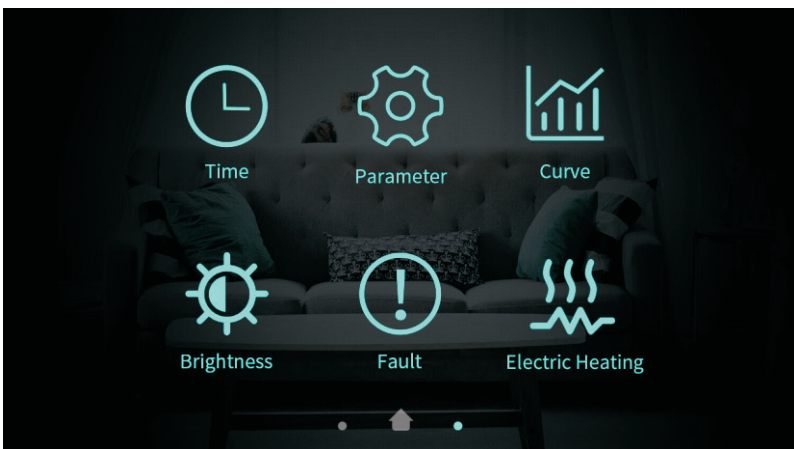 Time
Parameter
Curve
Brightness
Fault
Electric Heating